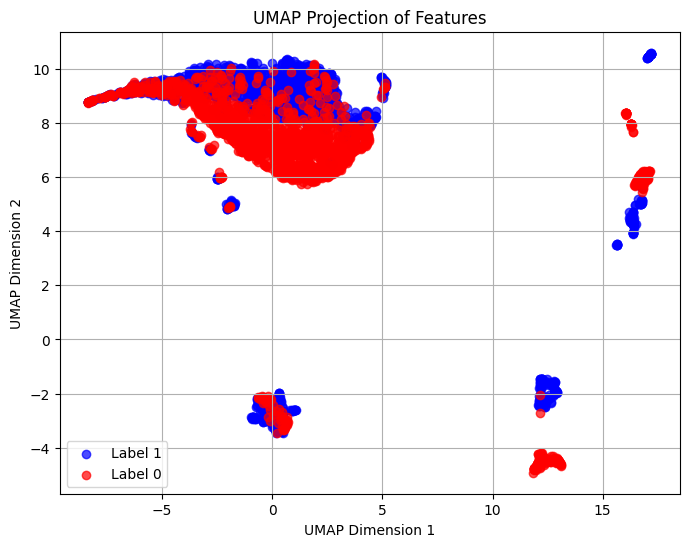 UMAP Projection of Features
UMAP Dimension 2
10
8
6
4
2
0
−2
−4
Label 1
Label 0
−5
0
5
10
15
UMAP Dimension 1